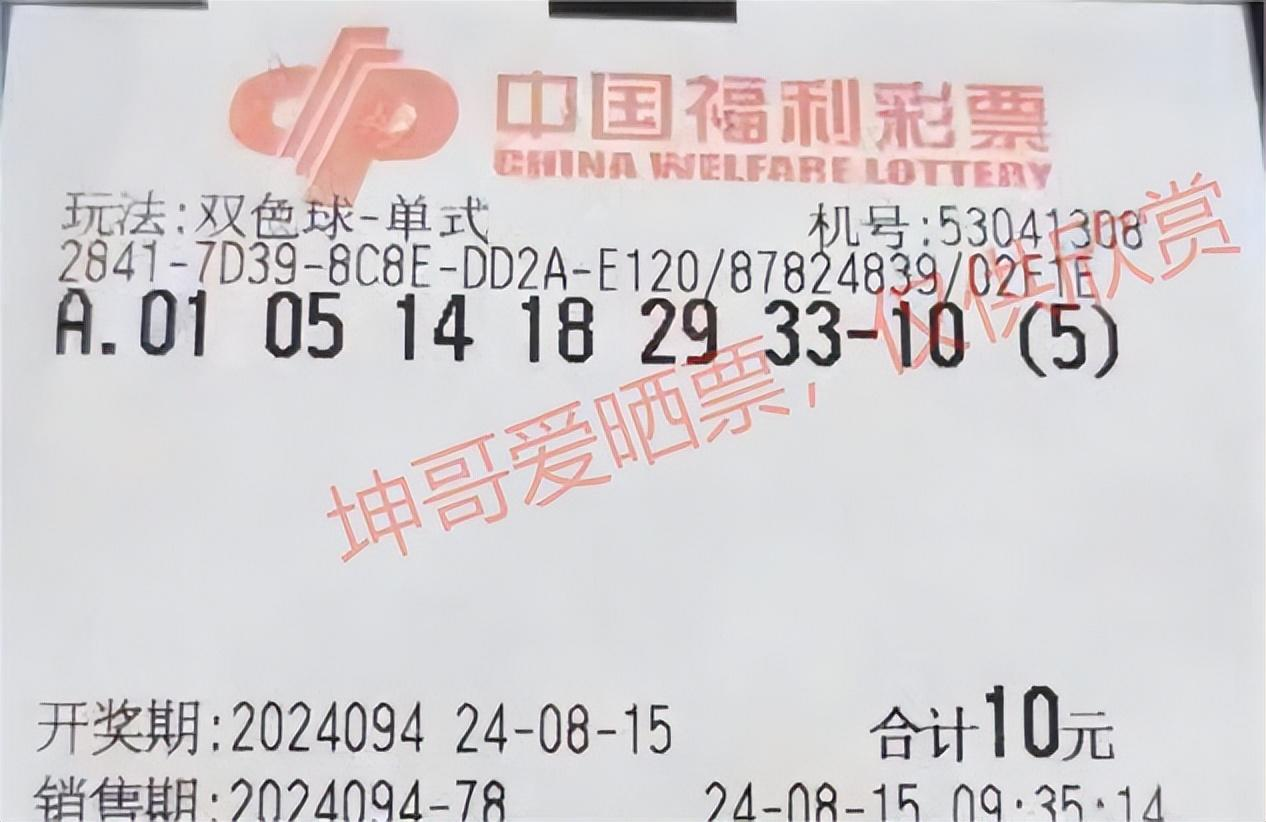 中国福利彩票
CHINA WELFARE LOTTERY
玩法:双色球-单式 机号:53041308
2841-7D39-8C8E-DD2A-E120/87824839/02F1E
A.01 05 14 18 29 33-10 (5)
坤哥爱晒票,仅供欣赏
开奖期:2024094 24-08-15 合计10元
销售期:2024094-78 24-08-15 09:35:14